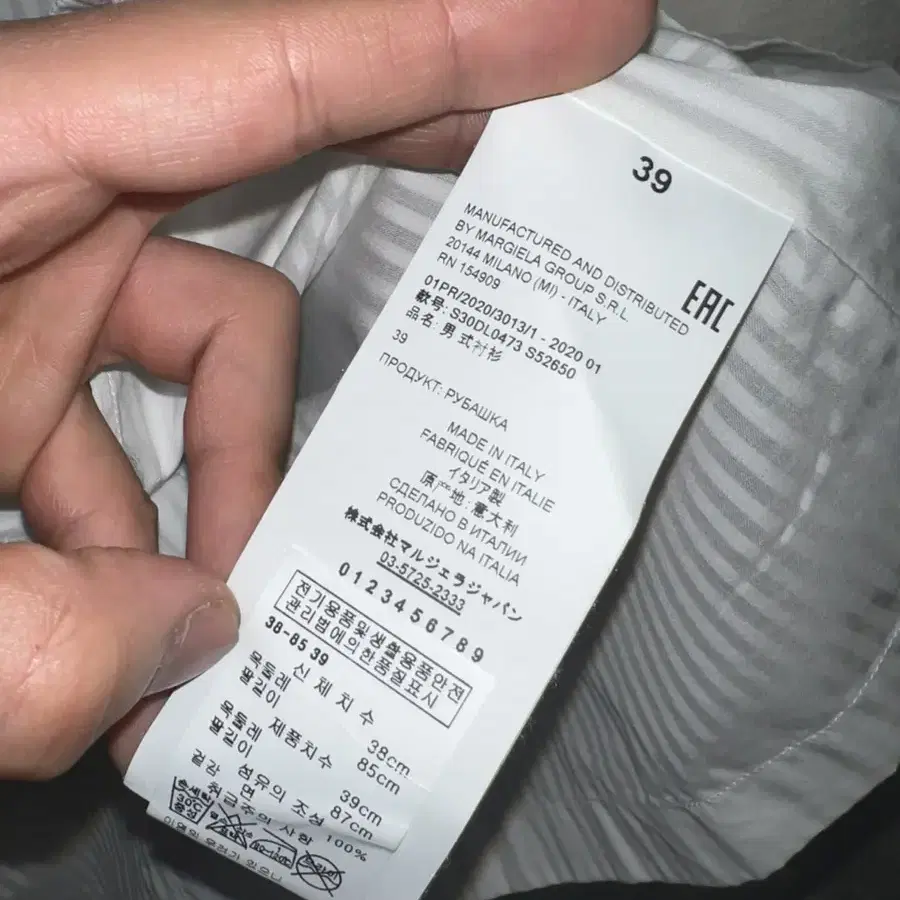 39
MANUFACTURED AND DISTRIBUTED
BY MARGIELA GROUP S.R.L.
20144 MILANO (MI) - ITALY
RN 154909
EAC
01PR/2020/3013/1 - 2020 01
款号: S30DL0473 S52650
品名: 男式衬衫
39
ПРОДУКТ: РУБАШКА
MADE IN ITALY
FABRIQUÉ EN ITALIE
イタリア製
原产地: 意大利
СДЕЛАНО В ИТАЛИИ
PRODUZIDO NA ITALIA
株式会社マルジェラジャパン
03-5725-2333
0 1 2 3 4 5 6 7 8 9
전기용품및생활용품안전
관리법에의한품질표시
38-85 39
신체치수
목둘레 38cm
팔길이 85cm
제품치수
목둘레 39cm
팔길이 87cm
섬유의 조성
겉감 면 100%
취급주의 사항